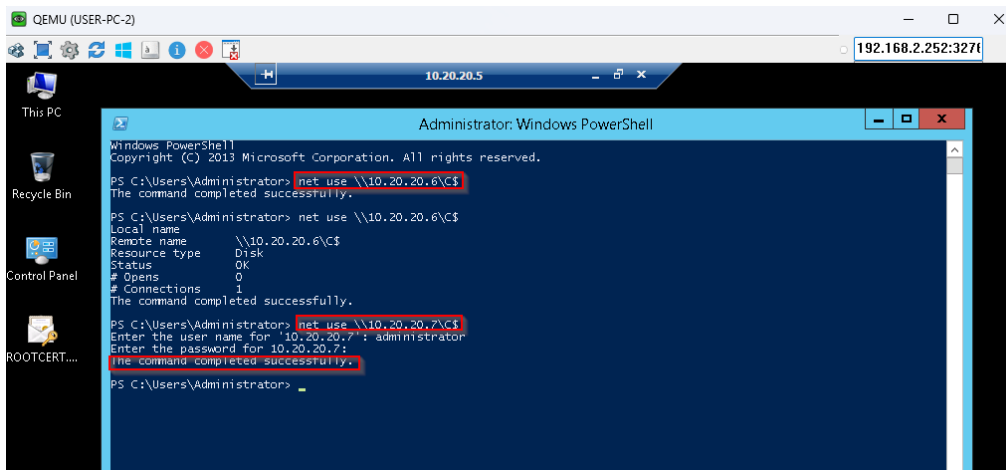 QEMU (USER-PC-2)
192.168.2.252:3276
10.20.20.5
This PC
Recycle Bin
Control Panel
ROOTCERT....
Administrator: Windows PowerShell
Windows PowerShell
Copyright (C) 2013 Microsoft Corporation. All rights reserved.
PS C:\Users\Administrator> net use \\10.20.20.6\C$
The command completed successfully.
PS C:\Users\Administrator> net use \\10.20.20.6\C$
Local name
Remote name \\10.20.20.6\C$
Resource type Disk
Status OK
# Opens 0
# Connections 1
The command completed successfully.
PS C:\Users\Administrator> net use \\10.20.20.7\C$
Enter the user name for '10.20.20.7': administrator
Enter the password for 10.20.20.7:
The command completed successfully.
PS C:\Users\Administrator> _